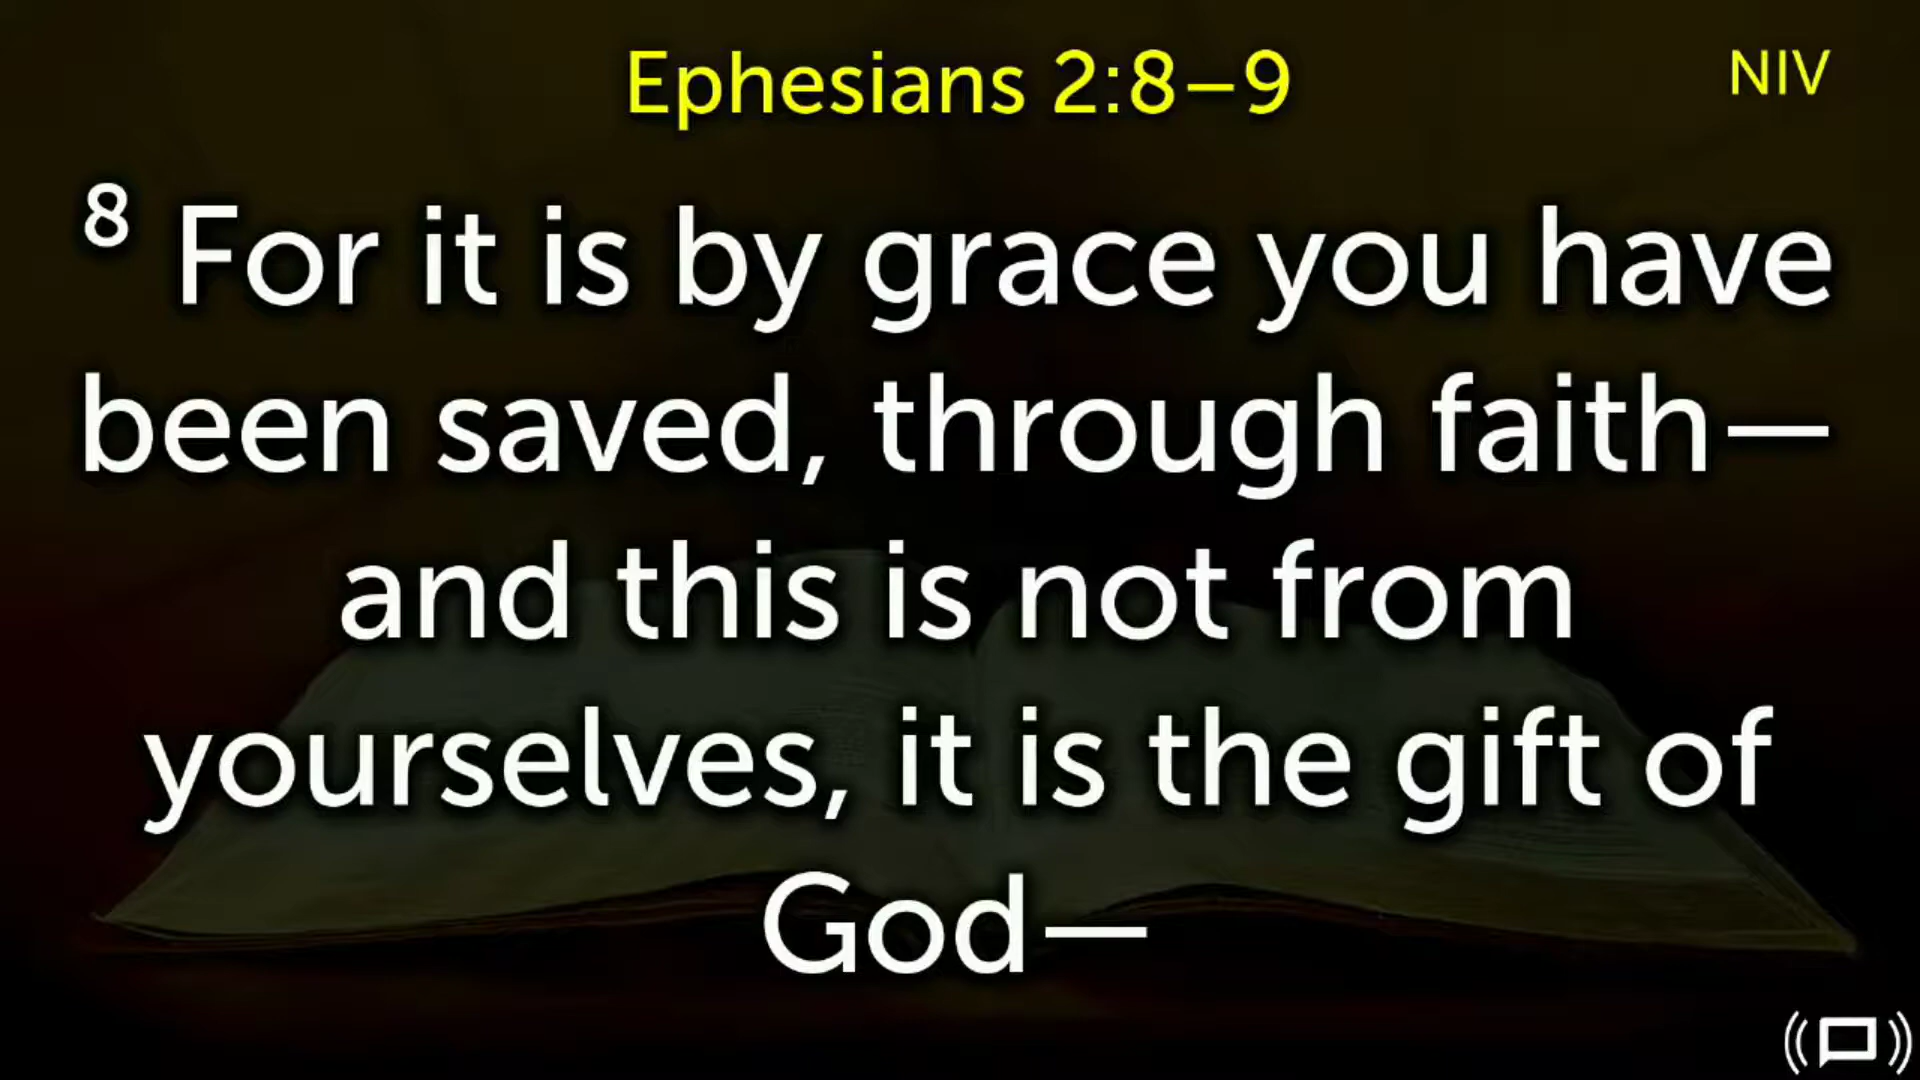 Ephesians 2:8–9
NIV
8 For it is by grace you have
been saved, through faith—
and this is not from
yourselves, it is the gift of
God—